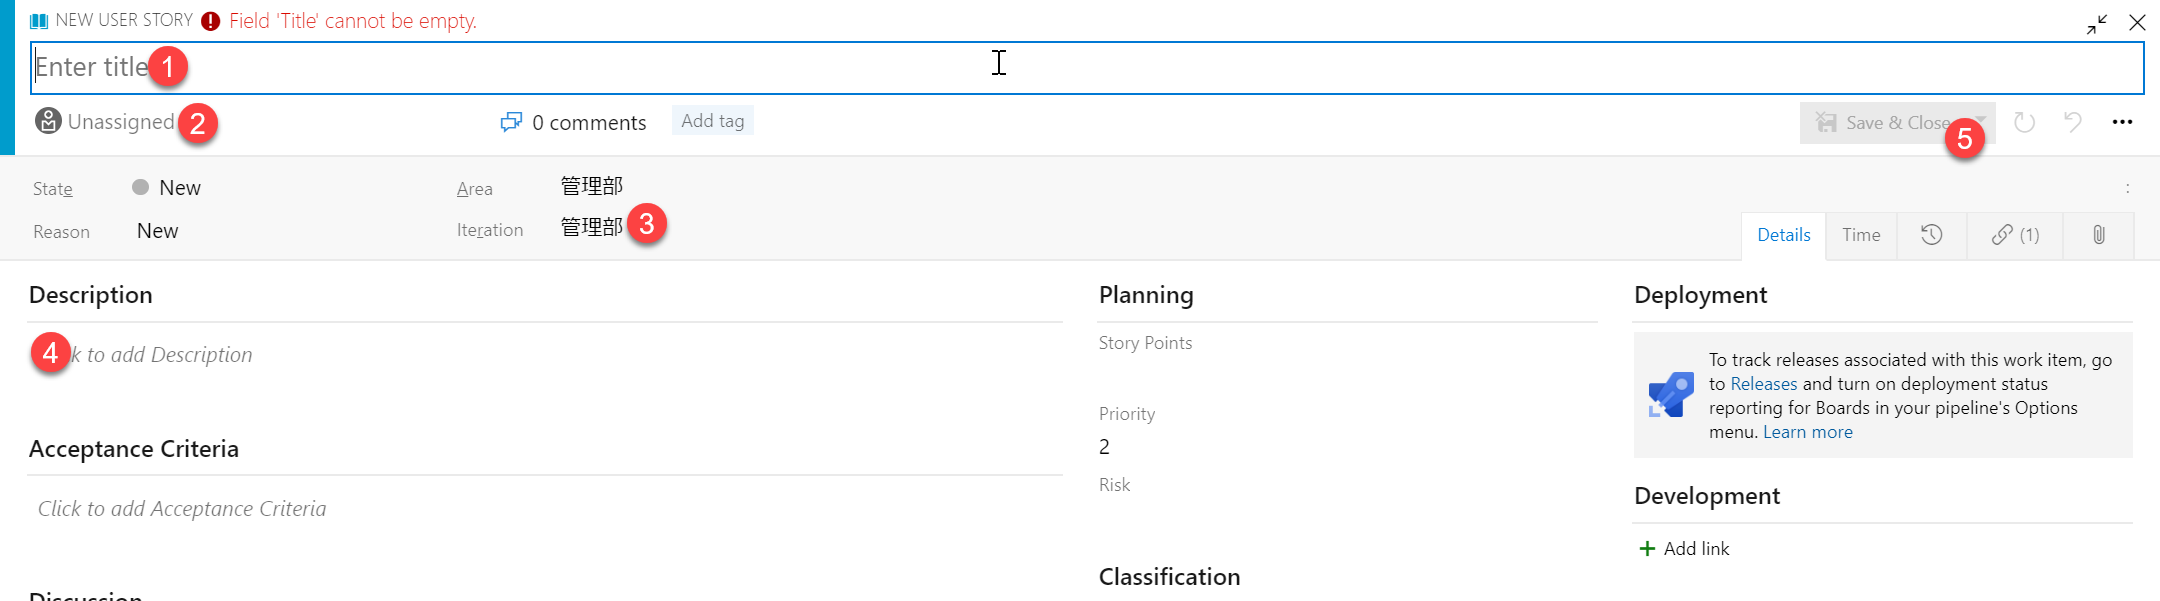 NEW USER STORY Field 'Title' cannot be empty.
Enter title 1
Unassigned 2 0 comments Add tag Save & Close 5
State New Area 管理部
Reason New Iteration 管理部 3
Details Time (1)
Description
4 k to add Description
Acceptance Criteria
Click to add Acceptance Criteria
Planning
Story Points
Priority
2
Risk
Classification
Deployment
To track releases associated with this work item, go
to Releases and turn on deployment status
reporting for Boards in your pipeline's Options
menu. Learn more
Development
+ Add link
Discussion